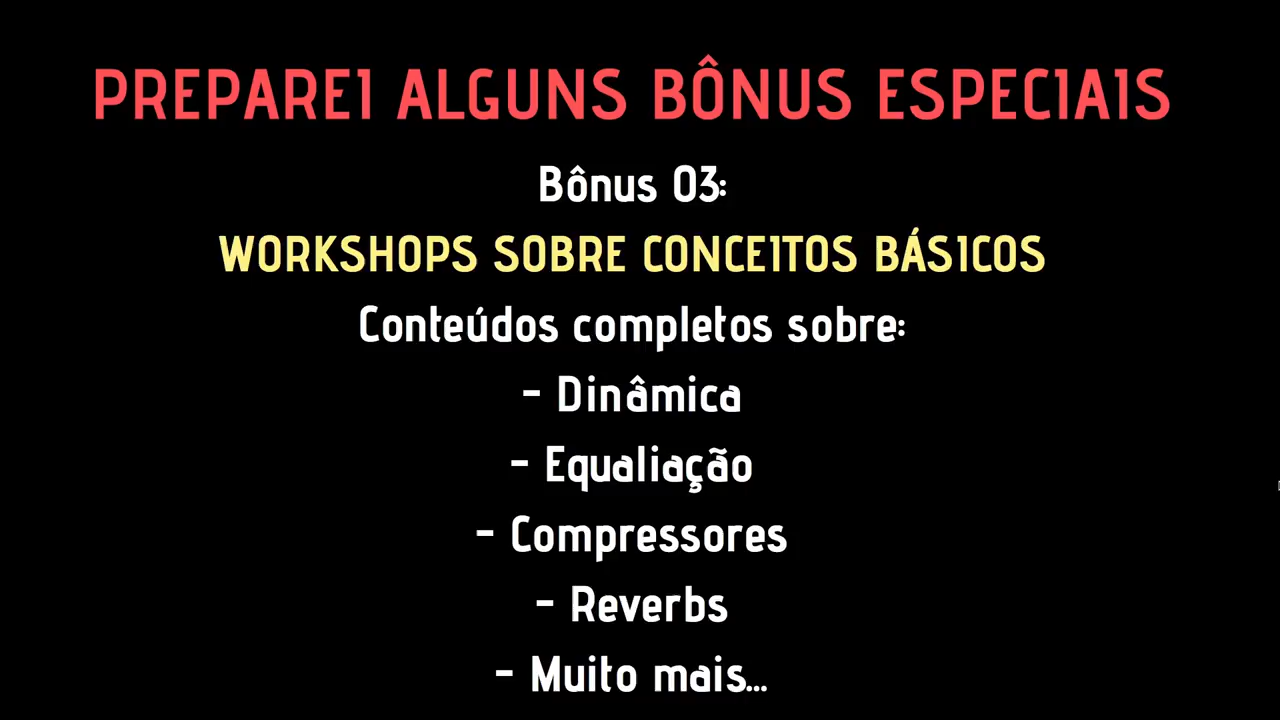 PREPAREI ALGUNS BÔNUS ESPECIAIS
Bônus 03:
WORKSHOPS SOBRE CONCEITOS BÁSICOS
Conteúdos completos sobre:
- Dinâmica
- Equaliação
- Compressores
- Reverbs
- Muito mais...